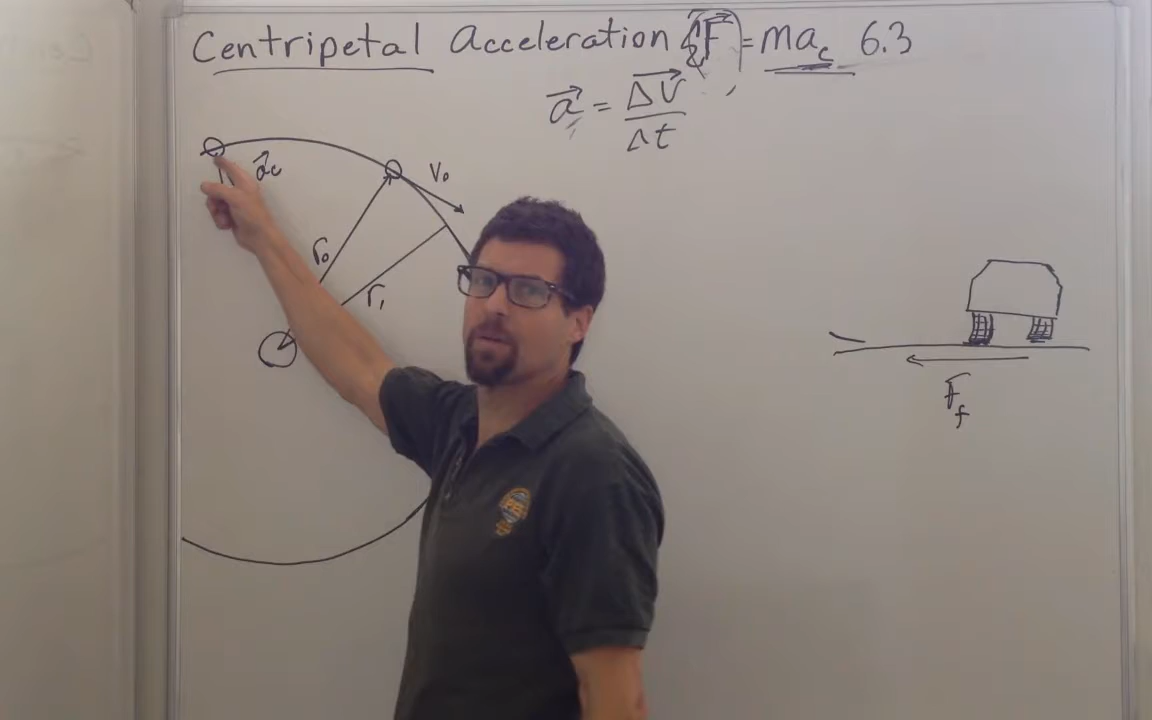 Centripetal Acceleration ΣF⃗ = ma_c 6.3
a⃗ = ΔV⃗/Δt
a⃗c
V₀
r₀
r₁
F_f